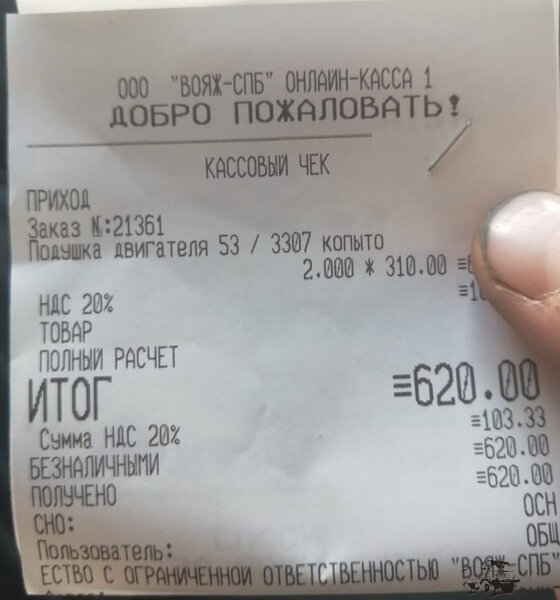 ООО "ВОЯЖ-СПБ" ОНЛАЙН-КАССА 1
ДОБРО ПОЖАЛОВАТЬ!
КАССОВЫЙ ЧЕК
ПРИХОД
Заказ №:21361
Подушка двигателя 53 / 3307 копыто
2.000 * 310.00
НДС 20%
ТОВАР
ПОЛНЫЙ РАСЧЕТ
ИТОГ ≡620.00
Сумма НДС 20% ≡103.33
БЕЗНАЛИЧНЫМИ ≡620.00
ПОЛУЧЕНО ≡620.00
СНО: ОСН
Пользователь: ОБЩ
ЕСТВО С ОГРАНИЧЕННОЙ ОТВЕТСТВЕННОСТЬЮ "ВОЯЖ-СПБ"